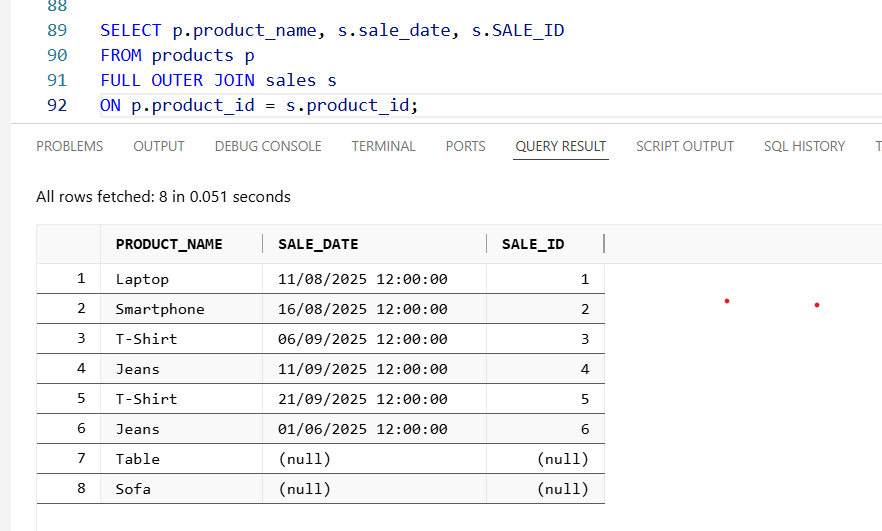 88
89 SELECT p.product_name, s.sale_date, s.SALE_ID
90 FROM products p
91 FULL OUTER JOIN sales s
92 ON p.product_id = s.product_id;
PROBLEMS OUTPUT DEBUG CONSOLE TERMINAL PORTS QUERY RESULT SCRIPT OUTPUT SQL HISTORY T
All rows fetched: 8 in 0.051 seconds
PRODUCT_NAME SALE_DATE SALE_ID
1 Laptop 11/08/2025 12:00:00 1
2 Smartphone 16/08/2025 12:00:00 2
3 T-Shirt 06/09/2025 12:00:00 3
4 Jeans 11/09/2025 12:00:00 4
5 T-Shirt 21/09/2025 12:00:00 5
6 Jeans 01/06/2025 12:00:00 6
7 Table (null) (null)
8 Sofa (null) (null)